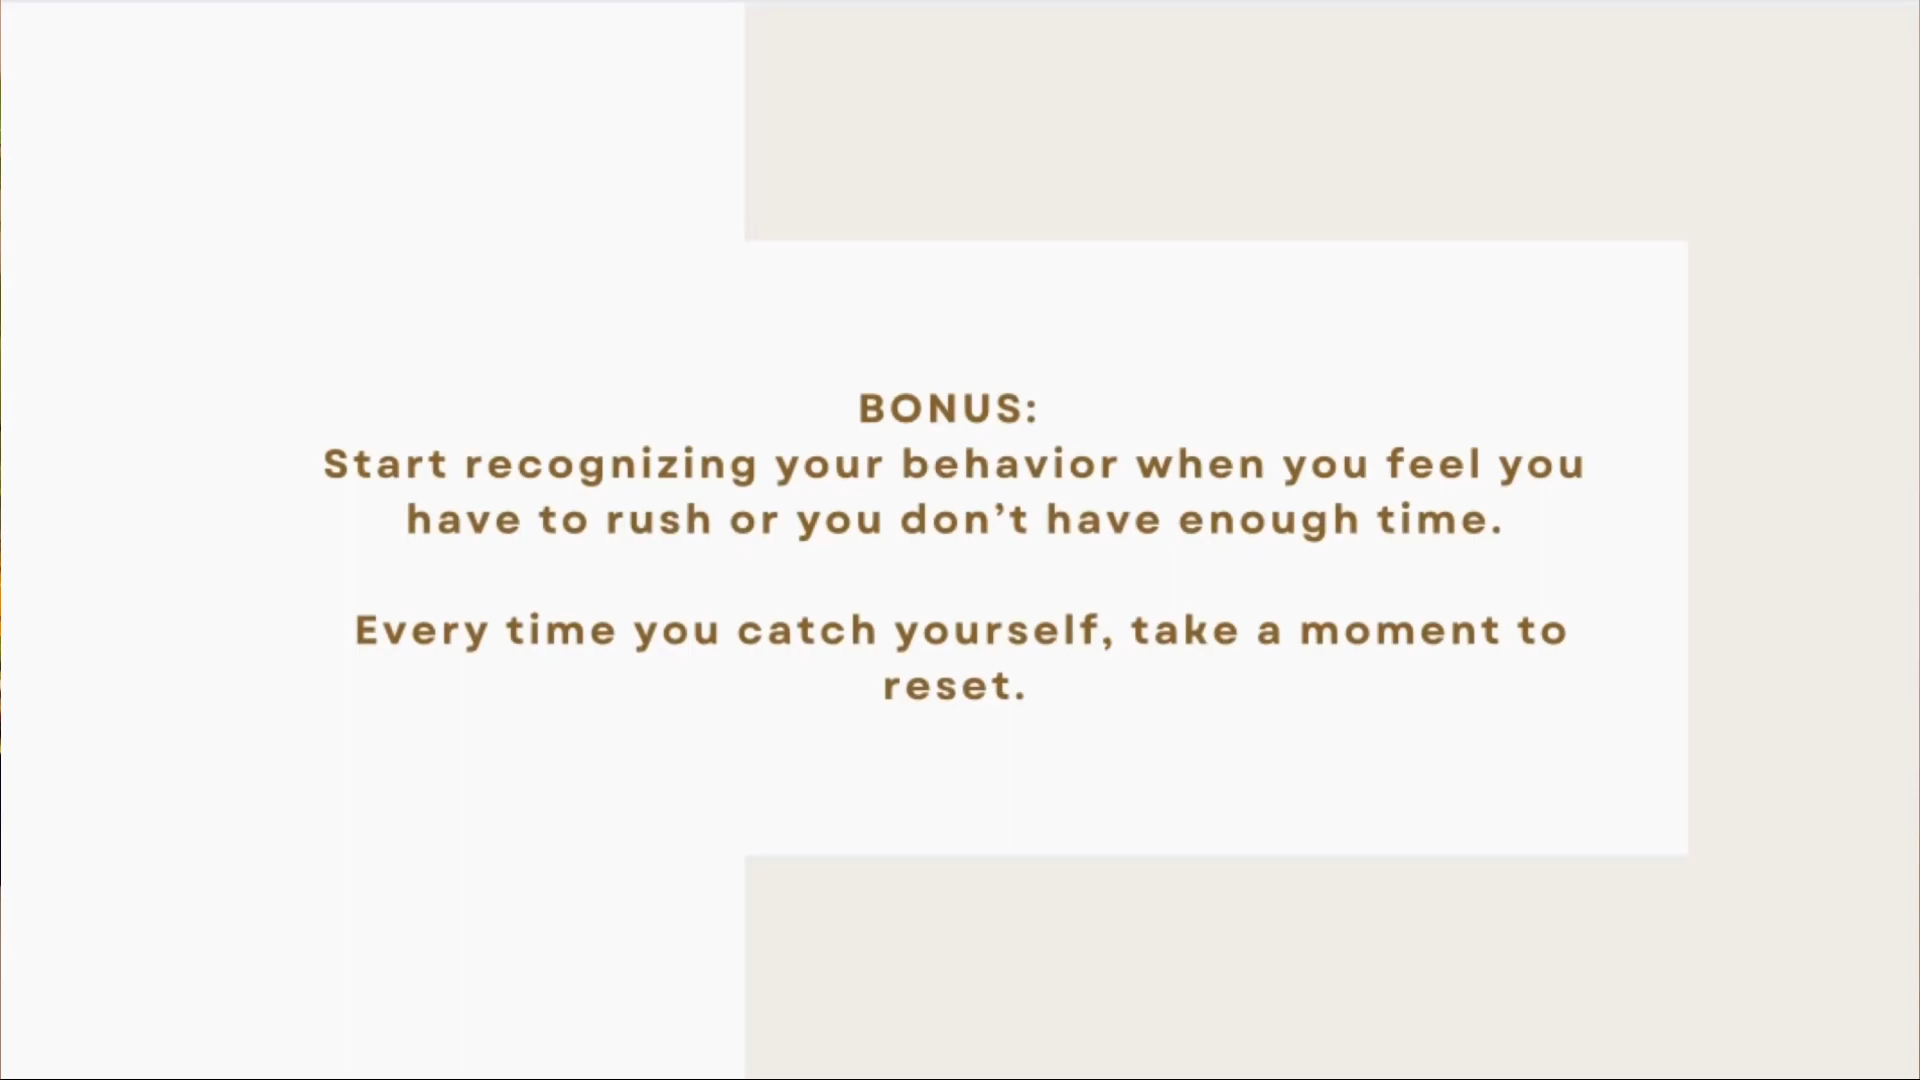 BONUS:
Start recognizing your behavior when you feel you
have to rush or you don’t have enough time.
Every time you catch yourself, take a moment to
reset.